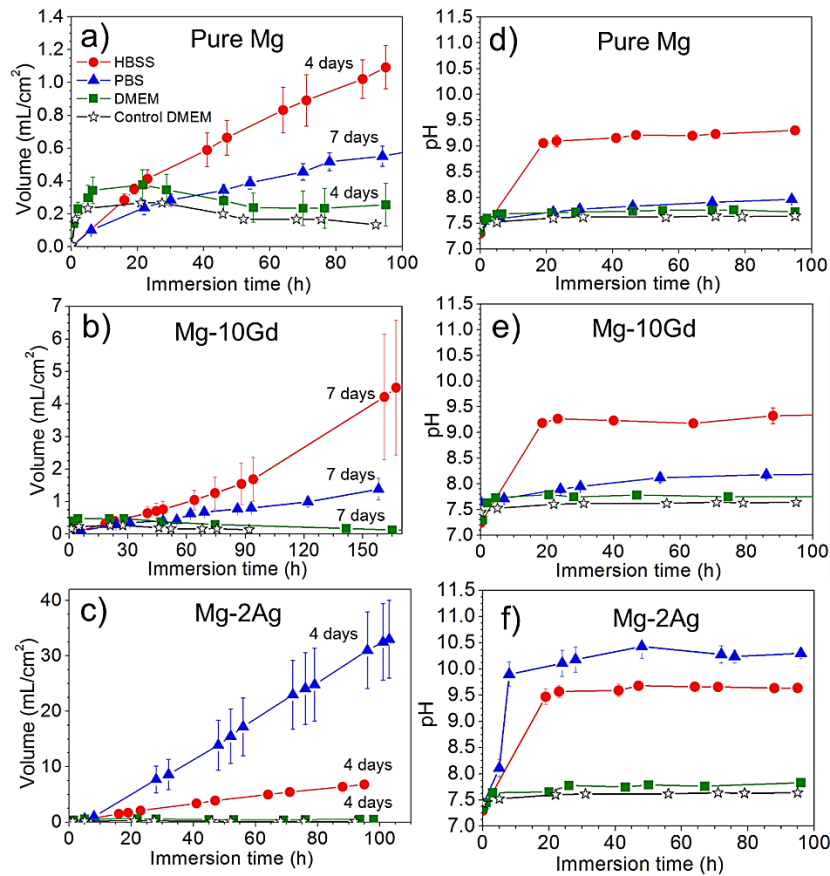 a) Pure Mg
HBSS
PBS
DMEM
Control DMEM
4 days
7 days
4 days
1.4
1.2
1.0
0.8
0.6
0.4
0.2
0.0
Volume (mL/cm²)
0 20 40 60 80 100
Immersion time (h)
d) Pure Mg
11.5
11.0
10.5
10.0
9.5
9.0
8.5
8.0
7.5
7.0
pH
0 20 40 60 80 100
Immersion time (h)
b) Mg-10Gd
7 days
7 days
7 days
7
6
5
4
3
2
1
0
Volume (mL/cm²)
0 30 60 90 120 150
Immersion time (h)
e) Mg-10Gd
11.5
11.0
10.5
10.0
9.5
9.0
8.5
8.0
7.5
7.0
pH
0 20 40 60 80 100
Immersion time (h)
c) Mg-2Ag
4 days
4 days
4 days
40
30
20
10
0
Volume (mL/cm²)
0 20 40 60 80 100
Immersion time (h)
f) Mg-2Ag
11.5
11.0
10.5
10.0
9.5
9.0
8.5
8.0
7.5
7.0
pH
0 20 40 60 80 100
Immersion time (h)